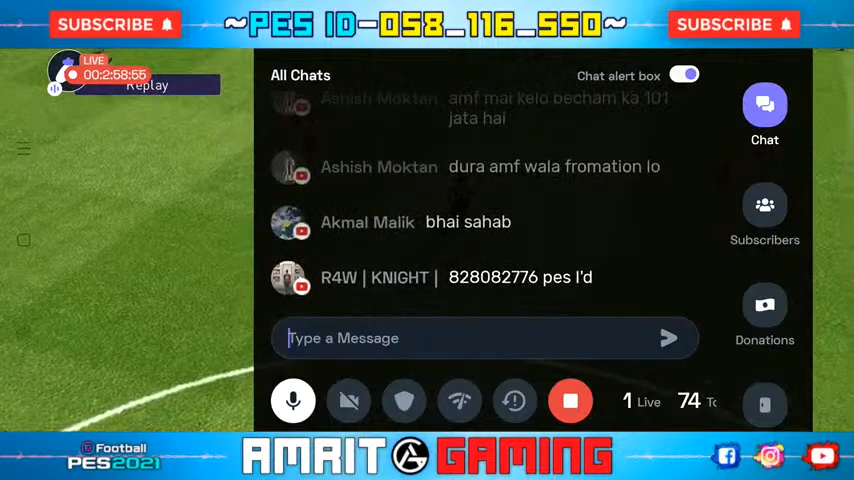 SUBSCRIBE
~PES ID-058_116_550~
SUBSCRIBE
LIVE
00:2:58:55
Replay
All Chats
Chat alert box
Ashish Moktan amf mai kelo becham ka 101
jata hai
Chat
Ashish Moktan dura amf wala fromation lo
Akmal Malik bhai sahab
Subscribers
R4W | KNIGHT | 828082776 pes I'd
Type a Message
Donations
1 Live 74 To
eFootball
PES2021
AMRIT GAMING